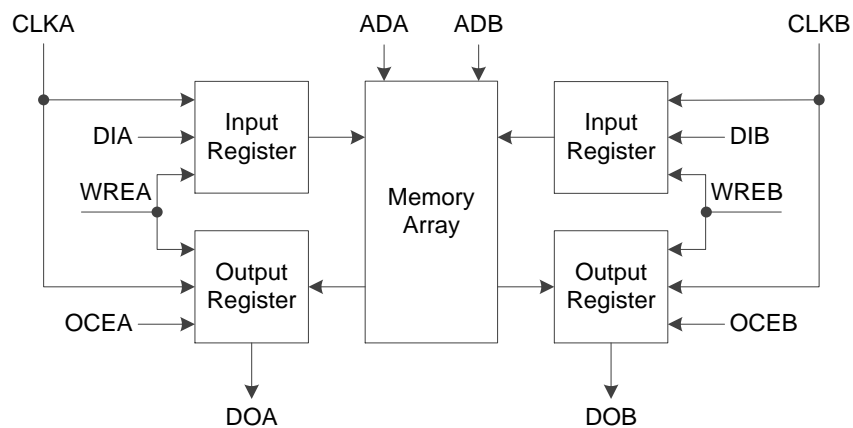 CLKA
ADA
ADB
CLKB
Input
Register
Input
Register
DIA
DIB
WREA
Memory
Array
WREB
Output
Register
Output
Register
OCEA
OCEB
DOA
DOB